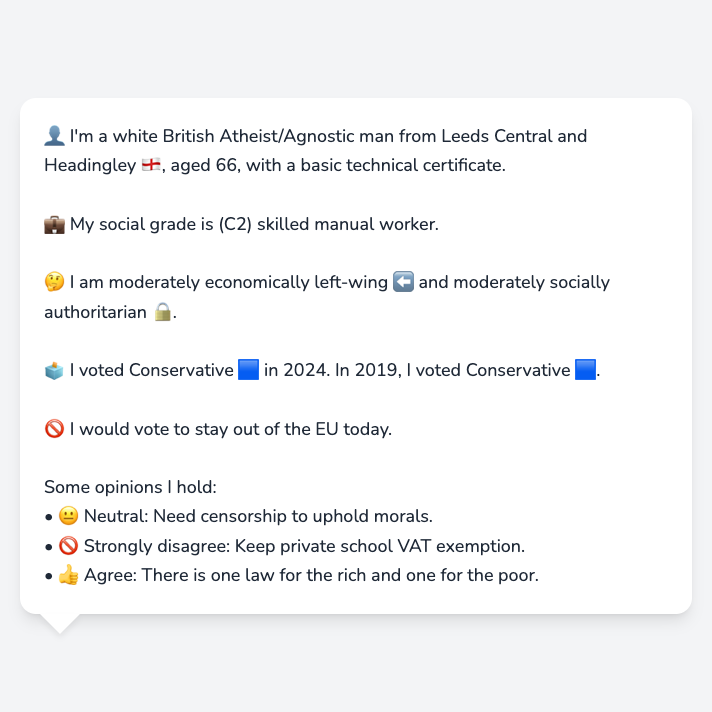 👤 I'm a white British Atheist/Agnostic man from Leeds Central and
Headingley 🏴󠁧󠁢󠁥󠁮󠁧󠁿, aged 66, with a basic technical certificate.
💼 My social grade is (C2) skilled manual worker.
🤔 I am moderately economically left-wing ⬅️ and moderately socially
authoritarian 🔒.
🗳️ I voted Conservative 🟦 in 2024. In 2019, I voted Conservative 🟦.
🚫 I would vote to stay out of the EU today.
Some opinions I hold:
• 😐 Neutral: Need censorship to uphold morals.
• 🚫 Strongly disagree: Keep private school VAT exemption.
• 👍 Agree: There is one law for the rich and one for the poor.